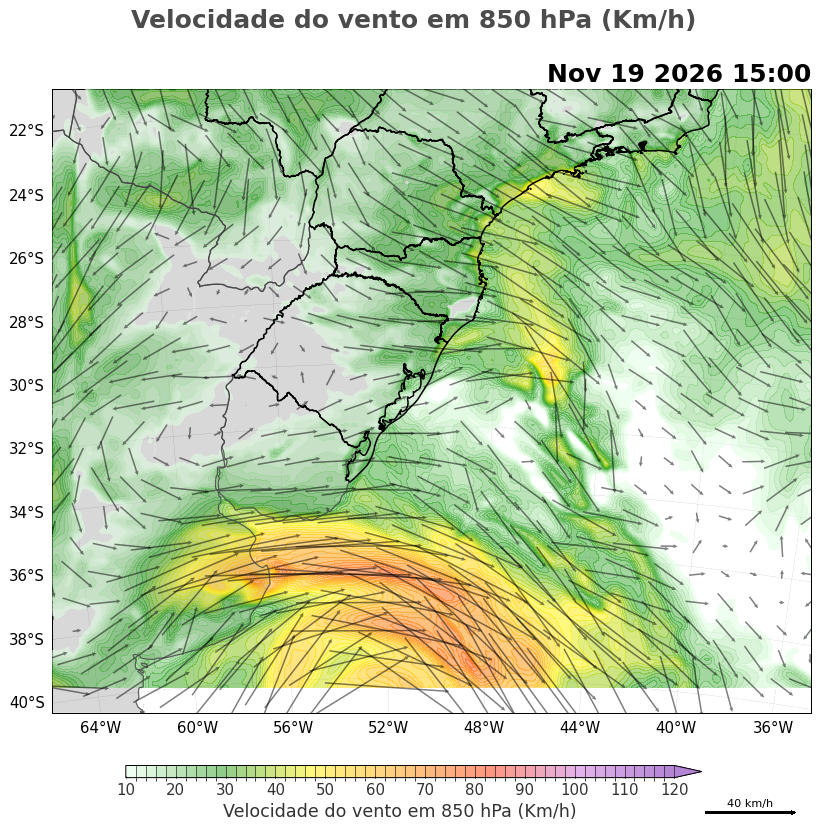 Velocidade do vento em 850 hPa (Km/h)
Nov 19 2026 15:00
22°S
24°S
26°S
28°S
30°S
32°S
34°S
36°S
38°S
40°S
64°W 60°W 56°W 52°W 48°W 44°W 40°W 36°W
10 20 30 40 50 60 70 80 90 100 110 120
Velocidade do vento em 850 hPa (Km/h)
40 km/h